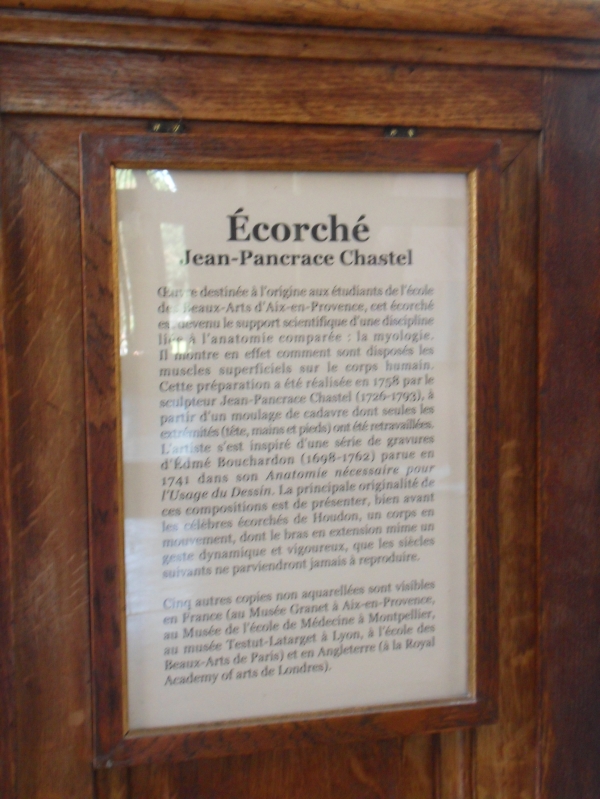 Écorché
Jean-Pancrace Chastel
Œuvre destinée à l'origine aux étudiants de l'école
des Beaux-Arts d'Aix-en-Provence, cet écorché
est devenu le support scientifique d'une discipline
liée à l'anatomie comparée : la myologie.
Il montre en effet comment sont disposés les
muscles superficiels sur le corps humain.
Cette préparation a été réalisée en 1758 par le
sculpteur Jean-Pancrace Chastel (1726-1793), à
partir d'un moulage de cadavre dont seules les
extrémités (tête, mains et pieds) ont été retravaillées.
L'artiste s'est inspiré d'une série de gravures
d'Edmé Bouchardon (1698-1762) parue en
1741 dans son Anatomie nécessaire pour
l'Usage du Dessin. La principale originalité de
ces compositions est de présenter, bien avant
les célèbres écorchés de Houdon, un corps en
mouvement, dont le bras en extension mime un
geste dynamique et vigoureux, que les siècles
suivants ne parviendront jamais à reproduire.
Cinq autres copies non aquarellées sont visibles
en France (au Musée Granet à Aix-en-Provence,
au Musée de l'école de Médecine à Montpellier,
au musée Testut-Latarget à Lyon, à l'école des
Beaux-Arts de Paris) et en Angleterre (à la Royal
Academy of arts de Londres).